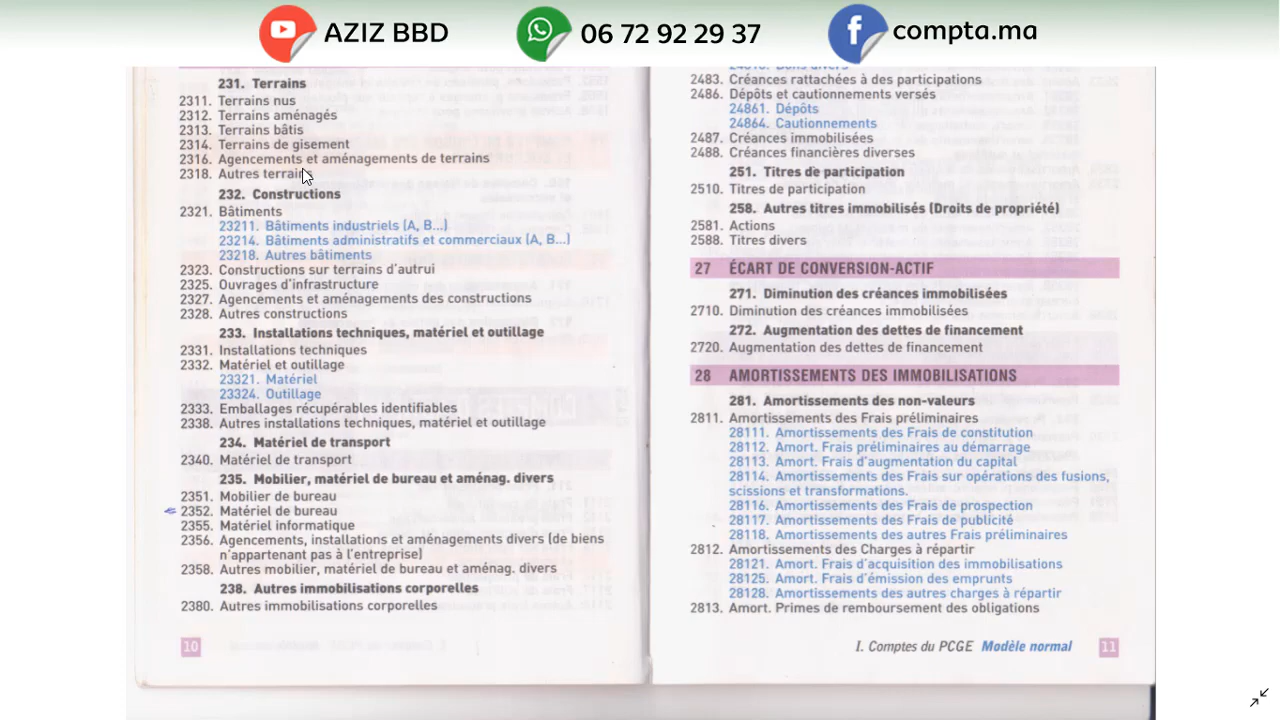 AZIZ BBD
06 72 92 29 37
compta.ma
231. Terrains
2311. Terrains nus
2312. Terrains aménagés
2313. Terrains bâtis
2314. Terrains de gisement
2316. Agencements et aménagements de terrains
2318. Autres terrains
232. Constructions
2321. Bâtiments
23211. Bâtiments industriels (A, B...)
23214. Bâtiments administratifs et commerciaux (A, B...)
23218. Autres bâtiments
2323. Constructions sur terrains d'autrui
2325. Ouvrages d'infrastructure
2327. Agencements et aménagements des constructions
2328. Autres constructions
233. Installations techniques, matériel et outillage
2331. Installations techniques
2332. Matériel et outillage
23321. Matériel
23324. Outillage
2333. Emballages récupérables identifiables
2338. Autres installations techniques, matériel et outillage
234. Matériel de transport
2340. Matériel de transport
235. Mobilier, matériel de bureau et aménag. divers
2351. Mobilier de bureau
2352. Matériel de bureau
2355. Matériel informatique
2356. Agencements, installations et aménagements divers (de biens
n'appartenant pas à l'entreprise)
2358. Autres mobilier, matériel de bureau et aménag. divers
238. Autres immobilisations corporelles
2380. Autres immobilisations corporelles
10
2483. Créances rattachées à des participations
2486. Dépôts et cautionnements versés
24861. Dépôts
24864. Cautionnements
2487. Créances immobilisées
2488. Créances financières diverses
251. Titres de participation
2510. Titres de participation
258. Autres titres immobilisés (Droits de propriété)
2581. Actions
2588. Titres divers
27 ÉCART DE CONVERSION-ACTIF
271. Diminution des créances immobilisées
2710. Diminution des créances immobilisées
272. Augmentation des dettes de financement
2720. Augmentation des dettes de financement
28 AMORTISSEMENTS DES IMMOBILISATIONS
281. Amortissements des non-valeurs
2811. Amortissements des Frais préliminaires
28111. Amortissements des Frais de constitution
28112. Amort. Frais préliminaires au démarrage
28113. Amort. Frais d'augmentation du capital
28114. Amortissements des Frais sur opérations des fusions,
scissions et transformations.
28116. Amortissements des Frais de prospection
28117. Amortissements des Frais de publicité
28118. Amortissements des autres Frais préliminaires
2812. Amortissements des Charges à répartir
28121. Amort. Frais d'acquisition des immobilisations
28125. Amort. Frais d'émission des emprunts
28128. Amortissements des autres charges à répartir
2813. Amort. Primes de remboursement des obligations
I. Comptes du PCGE Modèle normal
11